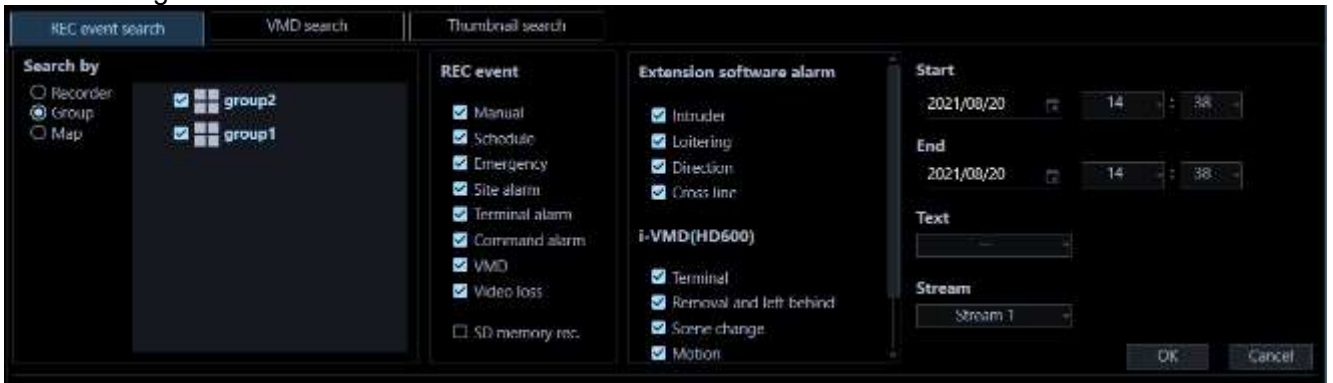 REC event search
VMD search
Thumbnail search
Search by
Recorder
Group
Map
group2
group1
REC event
Manual
Schedule
Emergency
Site alarm
Terminal alarm
Command alarm
VMD
Video loss
SD memory rec.
Extension software alarm
Intruder
Loitering
Direction
Cross line
i-VMD(HD600)
Terminal
Removal and left behind
Scene change
Motion
Start
2021/08/20 14 : 38
End
2021/08/20 14 : 38
Text
---
Stream
Stream 1
OK Cancel